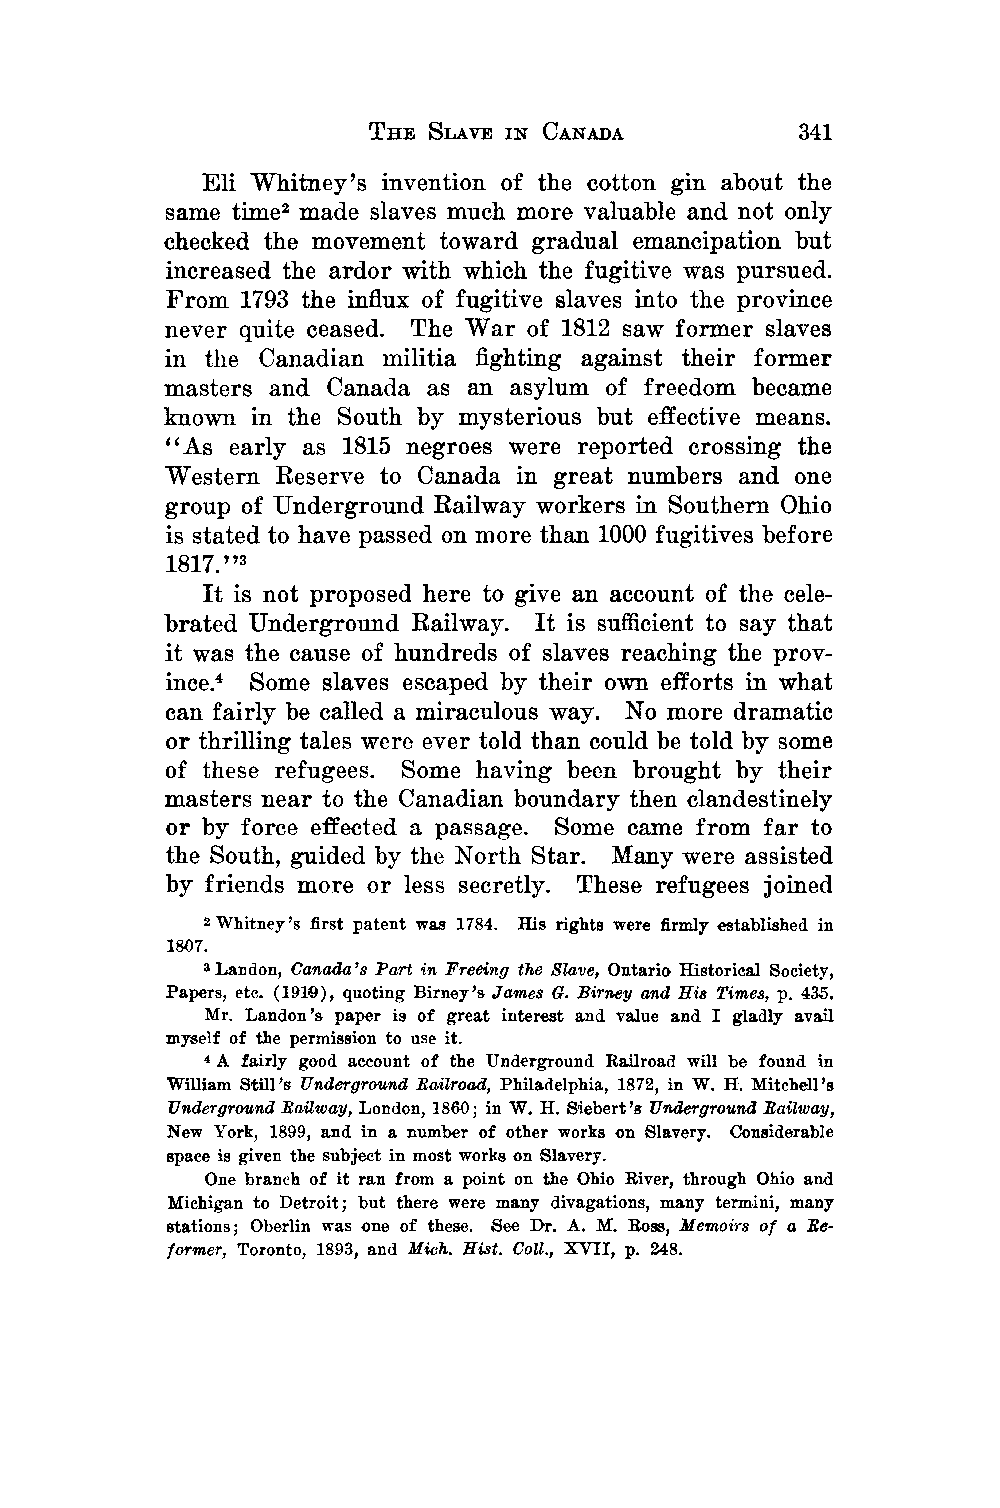 THE SLAVE IN CANADA 341
Eli Whitney's invention of the cotton gin about the
same time² made slaves much more valuable and not only
checked the movement toward gradual emancipation but
increased the ardor with which the fugitive was pursued.
From 1793 the influx of fugitive slaves into the province
never quite ceased. The War of 1812 saw former slaves
in the Canadian militia fighting against their former
masters and Canada as an asylum of freedom became
known in the South by mysterious but effective means.
"As early as 1815 negroes were reported crossing the
Western Reserve to Canada in great numbers and one
group of Underground Railway workers in Southern Ohio
is stated to have passed on more than 1000 fugitives before
1817."³
It is not proposed here to give an account of the cele-
brated Underground Railway. It is sufficient to say that
it was the cause of hundreds of slaves reaching the prov-
ince.⁴ Some slaves escaped by their own efforts in what
can fairly be called a miraculous way. No more dramatic
or thrilling tales were ever told than could be told by some
of these refugees. Some having been brought by their
masters near to the Canadian boundary then clandestinely
or by force effected a passage. Some came from far to
the South, guided by the North Star. Many were assisted
by friends more or less secretly. These refugees joined
² Whitney's first patent was 1784. His rights were firmly established in
1807.
³ Landon, Canada's Part in Freeing the Slave, Ontario Historical Society,
Papers, etc. (1919), quoting Birney's James G. Birney and His Times, p. 435.
Mr. Landon's paper is of great interest and value and I gladly avail
myself of the permission to use it.
⁴ A fairly good account of the Underground Railroad will be found in
William Still's Underground Railroad, Philadelphia, 1872, in W. H. Mitchell's
Underground Railway, London, 1860; in W. H. Siebert's Underground Railway,
New York, 1899, and in a number of other works on Slavery. Considerable
space is given the subject in most works on Slavery.
One branch of it ran from a point on the Ohio River, through Ohio and
Michigan to Detroit; but there were many divagations, many termini, many
stations; Oberlin was one of these. See Dr. A. M. Ross, Memoirs of a Re-
former, Toronto, 1893, and Mich. Hist. Coll., XVII, p. 248.